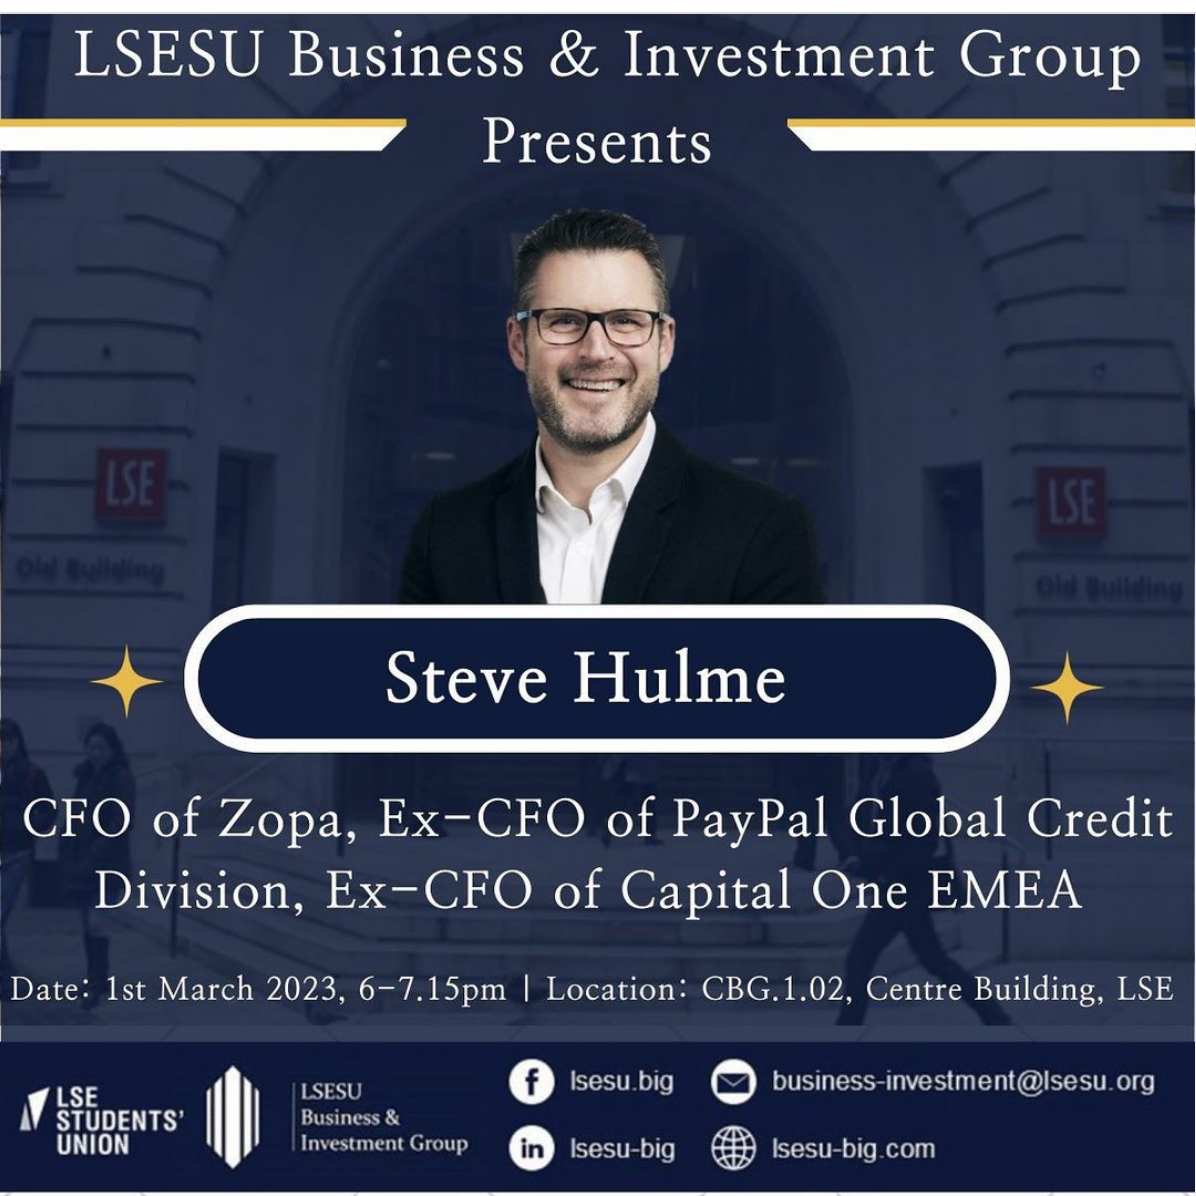 LSESU Business & Investment Group
Presents
LSE
Old Building
LSE
Old Building
Steve Hulme
CFO of Zopa, Ex-CFO of PayPal Global Credit
Division, Ex-CFO of Capital One EMEA
Date: 1st March 2023, 6-7.15pm | Location: CBG.1.02, Centre Building, LSE
LSE
STUDENTS'
UNION
LSESU
Business &
Investment Group
f lsesu.big
business-investment@lsesu.org
in lsesu-big
lsesu-big.com